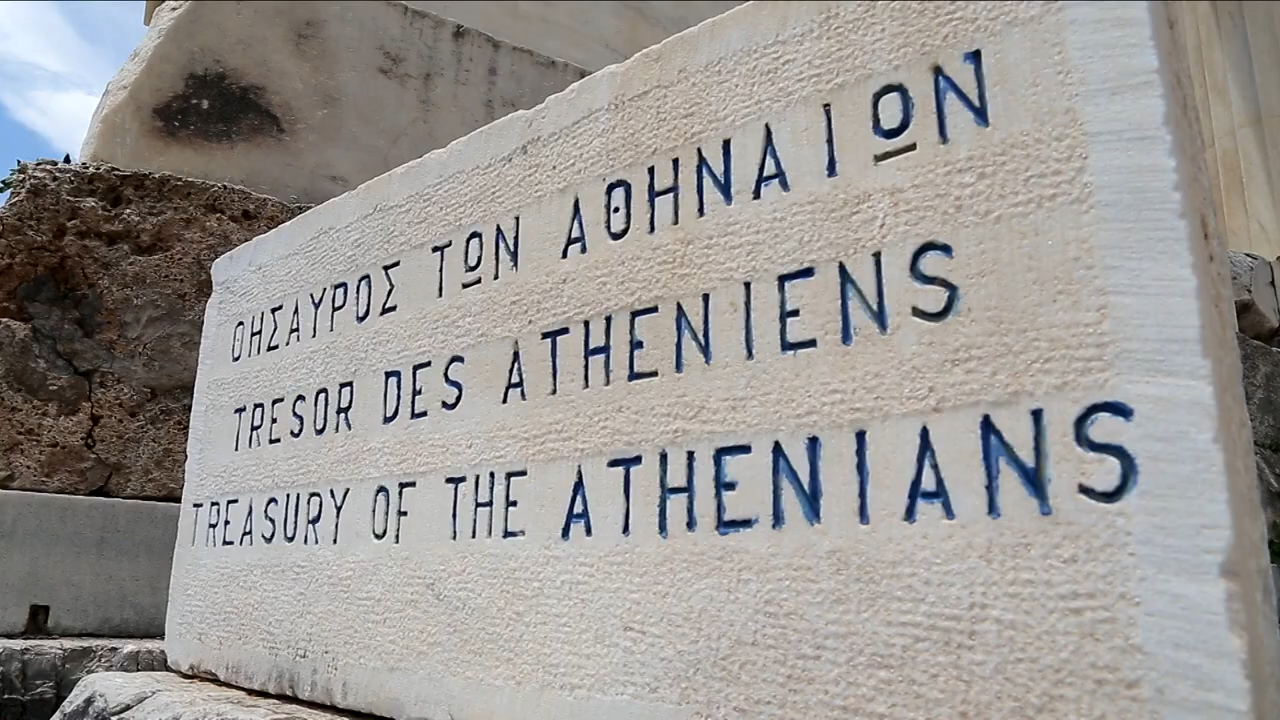 ΘΗΣΑΥΡΟΣ ΤΩΝ ΑΘΗΝΑΙΩΝ
TRESOR DES ATHENIENS
TREASURY OF THE ATHENIANS